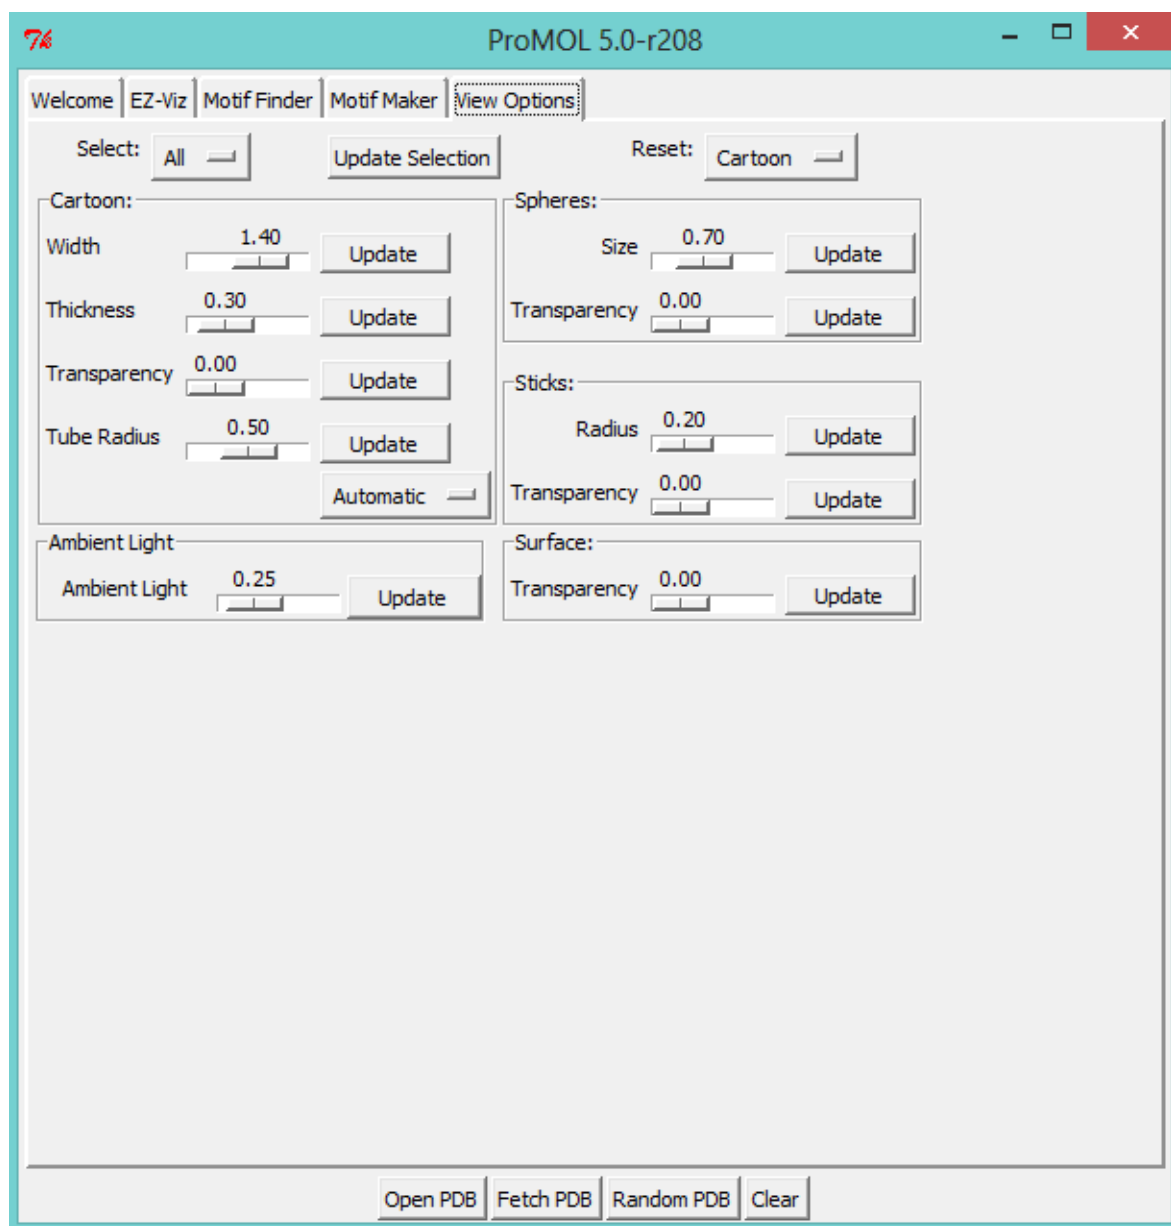 ProMOL 5.0-r208
Welcome EZ-Viz Motif Finder Motif Maker View Options
Select: All Update Selection Reset: Cartoon
Cartoon:
Width 1.40 Update
Thickness 0.30 Update
Transparency 0.00 Update
Tube Radius 0.50 Update
Automatic
Spheres:
Size 0.70 Update
Transparency 0.00 Update
Sticks:
Radius 0.20 Update
Transparency 0.00 Update
Ambient Light
Ambient Light 0.25 Update
Surface:
Transparency 0.00 Update
Open PDB Fetch PDB Random PDB Clear